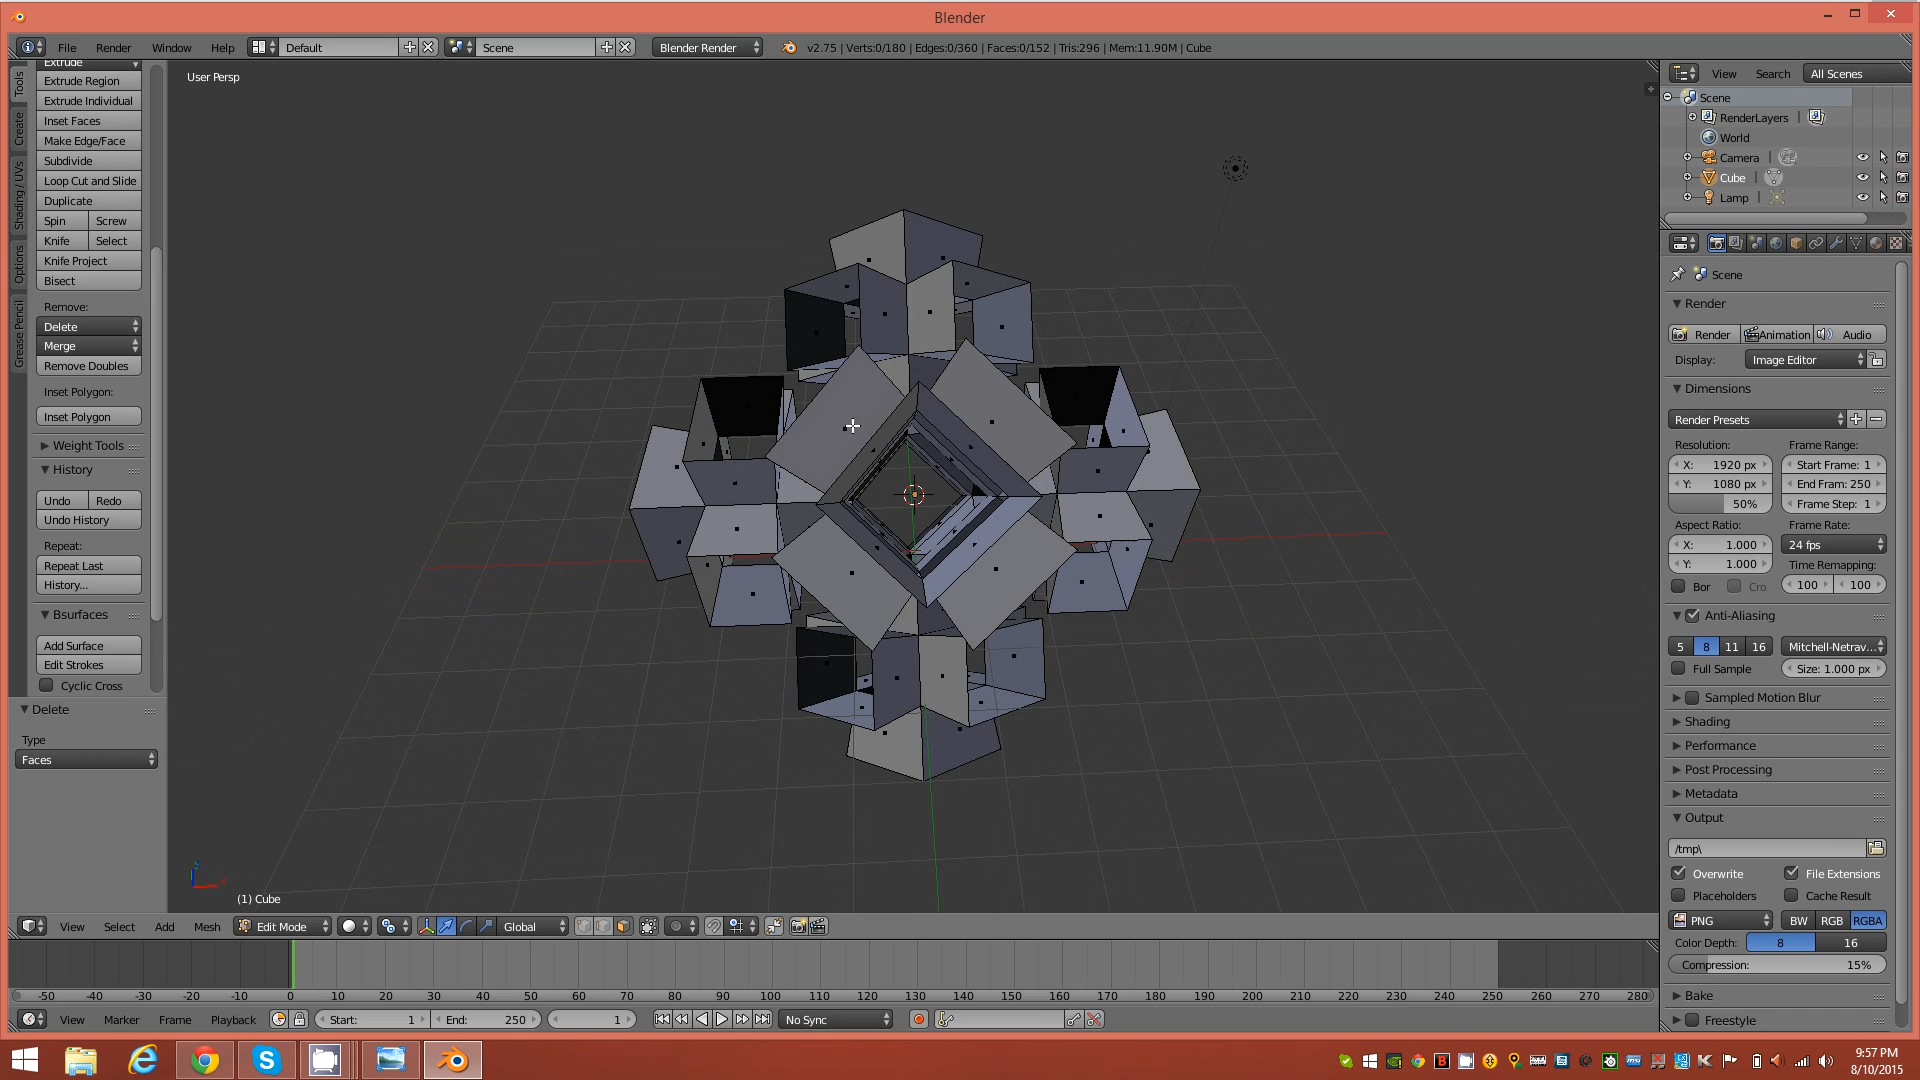 Blender
File Render Window Help Default Scene Blender Render v2.75 | Verts:0/180 | Edges:0/360 | Faces:0/152 | Tris:296 | Mem:11.90M | Cube
Tools
Create
Shading / UVs
Options
Grease Pencil
Extrude
Extrude Region
Extrude Individual
Inset Faces
Make Edge/Face
Subdivide
Loop Cut and Slide
Duplicate
Spin Screw
Knife Select
Knife Project
Bisect
Remove:
Delete
Merge
Remove Doubles
Inset Polygon:
Inset Polygon
Weight Tools
History
Undo Redo
Undo History
Repeat:
Repeat Last
History...
Bsurfaces
Add Surface
Edit Strokes
Cyclic Cross
Delete
Type
Faces
User Persp
(1) Cube
View Select Add Mesh Edit Mode Global
-50 -40 -30 -20 -10 0 10 20 30 40 50 60 70 80 90 100 110 120 130 140 150 160 170 180 190 200 210 220 230 240 250 260 270 280
View Marker Frame Playback Start: 1 End: 250 1 No Sync
View Search All Scenes
Scene
RenderLayers
World
Camera
Cube
Lamp
Scene
Render
Render Animation Audio
Display: Image Editor
Dimensions
Render Presets
Resolution: Frame Range:
X: 1920 px Start Frame: 1
Y: 1080 px End Fram: 250
50% Frame Step: 1
Aspect Ratio: Frame Rate:
X: 1.000 24 fps
Y: 1.000 Time Remapping:
Bor Cro 100 100
Anti-Aliasing
5 8 11 16 Mitchell-Netrav...
Full Sample Size: 1.000 px
Sampled Motion Blur
Shading
Performance
Post Processing
Metadata
Output
/tmp\
Overwrite File Extensions
Placeholders Cache Result
PNG BW RGB RGBA
Color Depth: 8 16
Compression: 15%
Bake
Freestyle
9:57 PM
8/10/2015